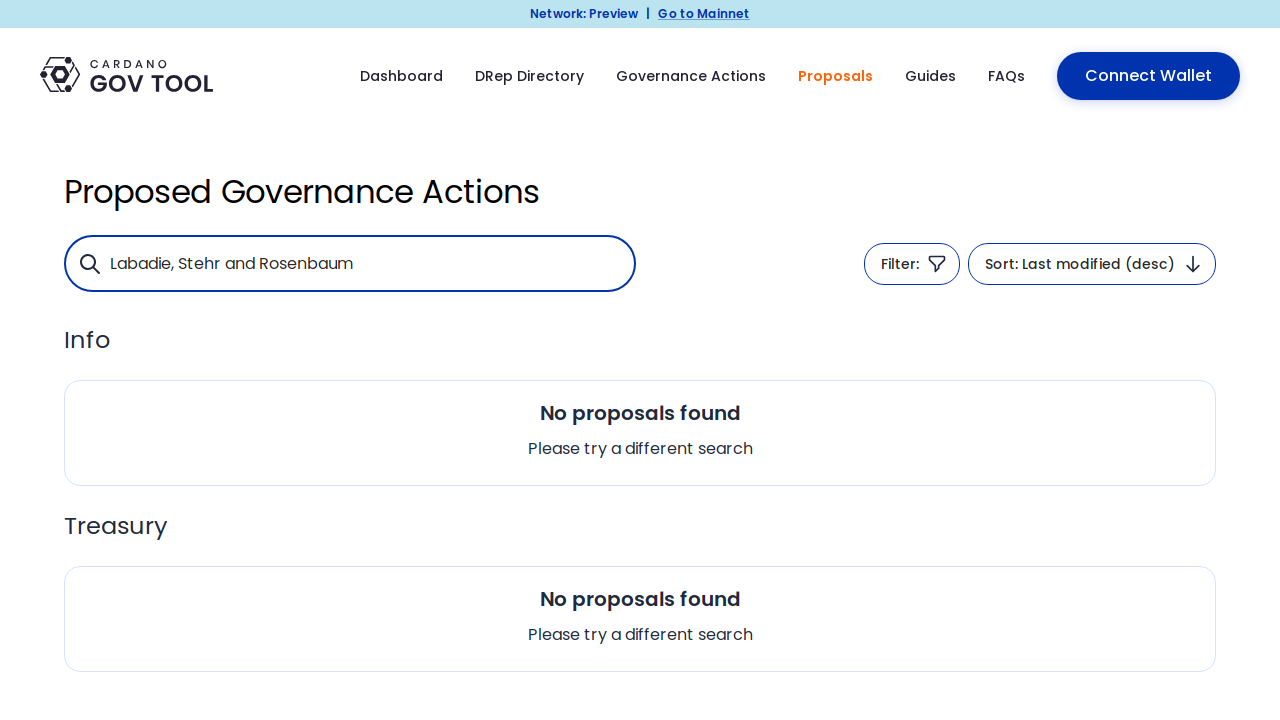 Network: Preview | Go to Mainnet
CARDANO
GOV TOOL
Dashboard
DRep Directory
Governance Actions
Proposals
Guides
FAQs
Connect Wallet
Proposed Governance Actions
Labadie, Stehr and Rosenbaum
Filter:
Sort: Last modified (desc)
Info
No proposals found
Please try a different search
Treasury
No proposals found
Please try a different search